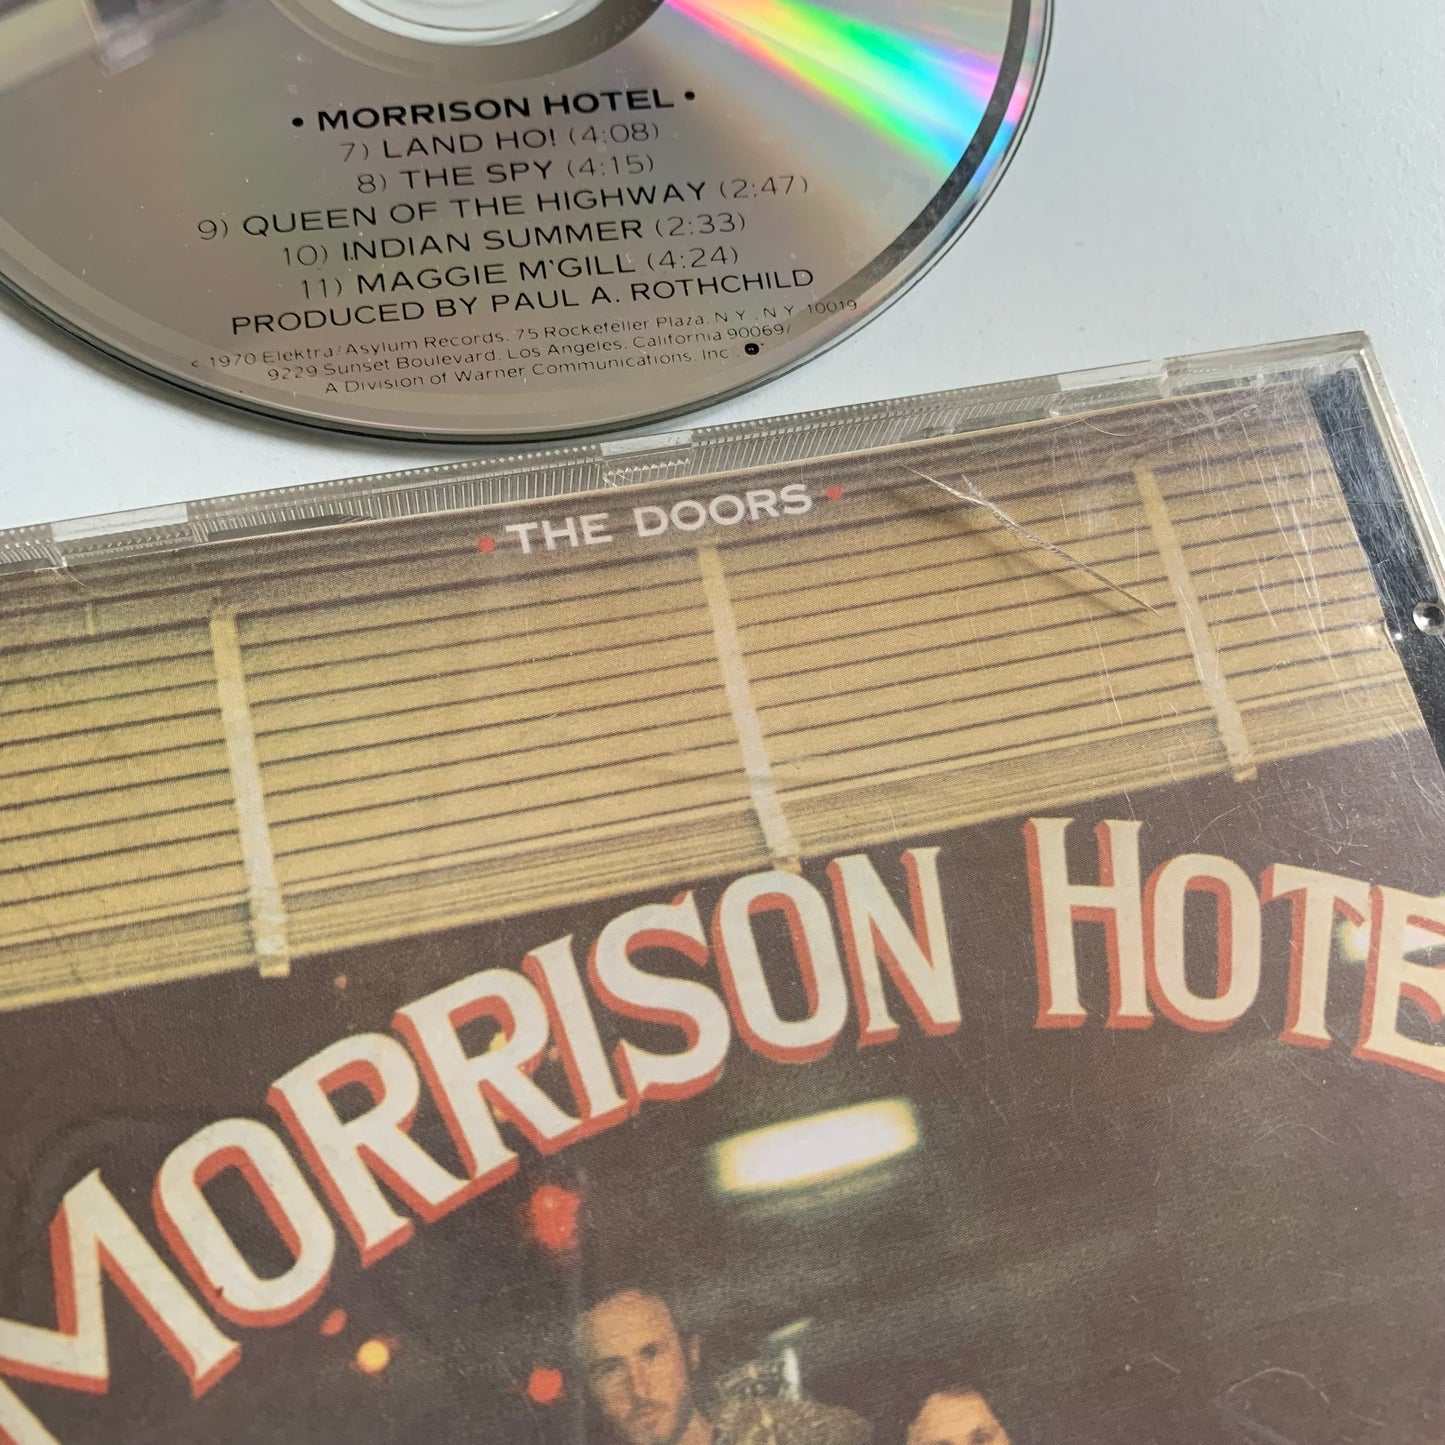 • MORRISON HOTEL •
7) LAND HO! (4:08)
8) THE SPY (4:15)
9) QUEEN OF THE HIGHWAY (2:47)
10) INDIAN SUMMER (2:33)
11) MAGGIE M'GILL (4:24)
PRODUCED BY PAUL A. ROTHCHILD
c 1970 Elektra/Asylum Records, 75 Rockefeller Plaza, N.Y., N.Y. 10019
9229 Sunset Boulevard, Los Angeles, California 90069/
A Division of Warner Communications, Inc.
• THE DOORS •
MORRISON HOTE